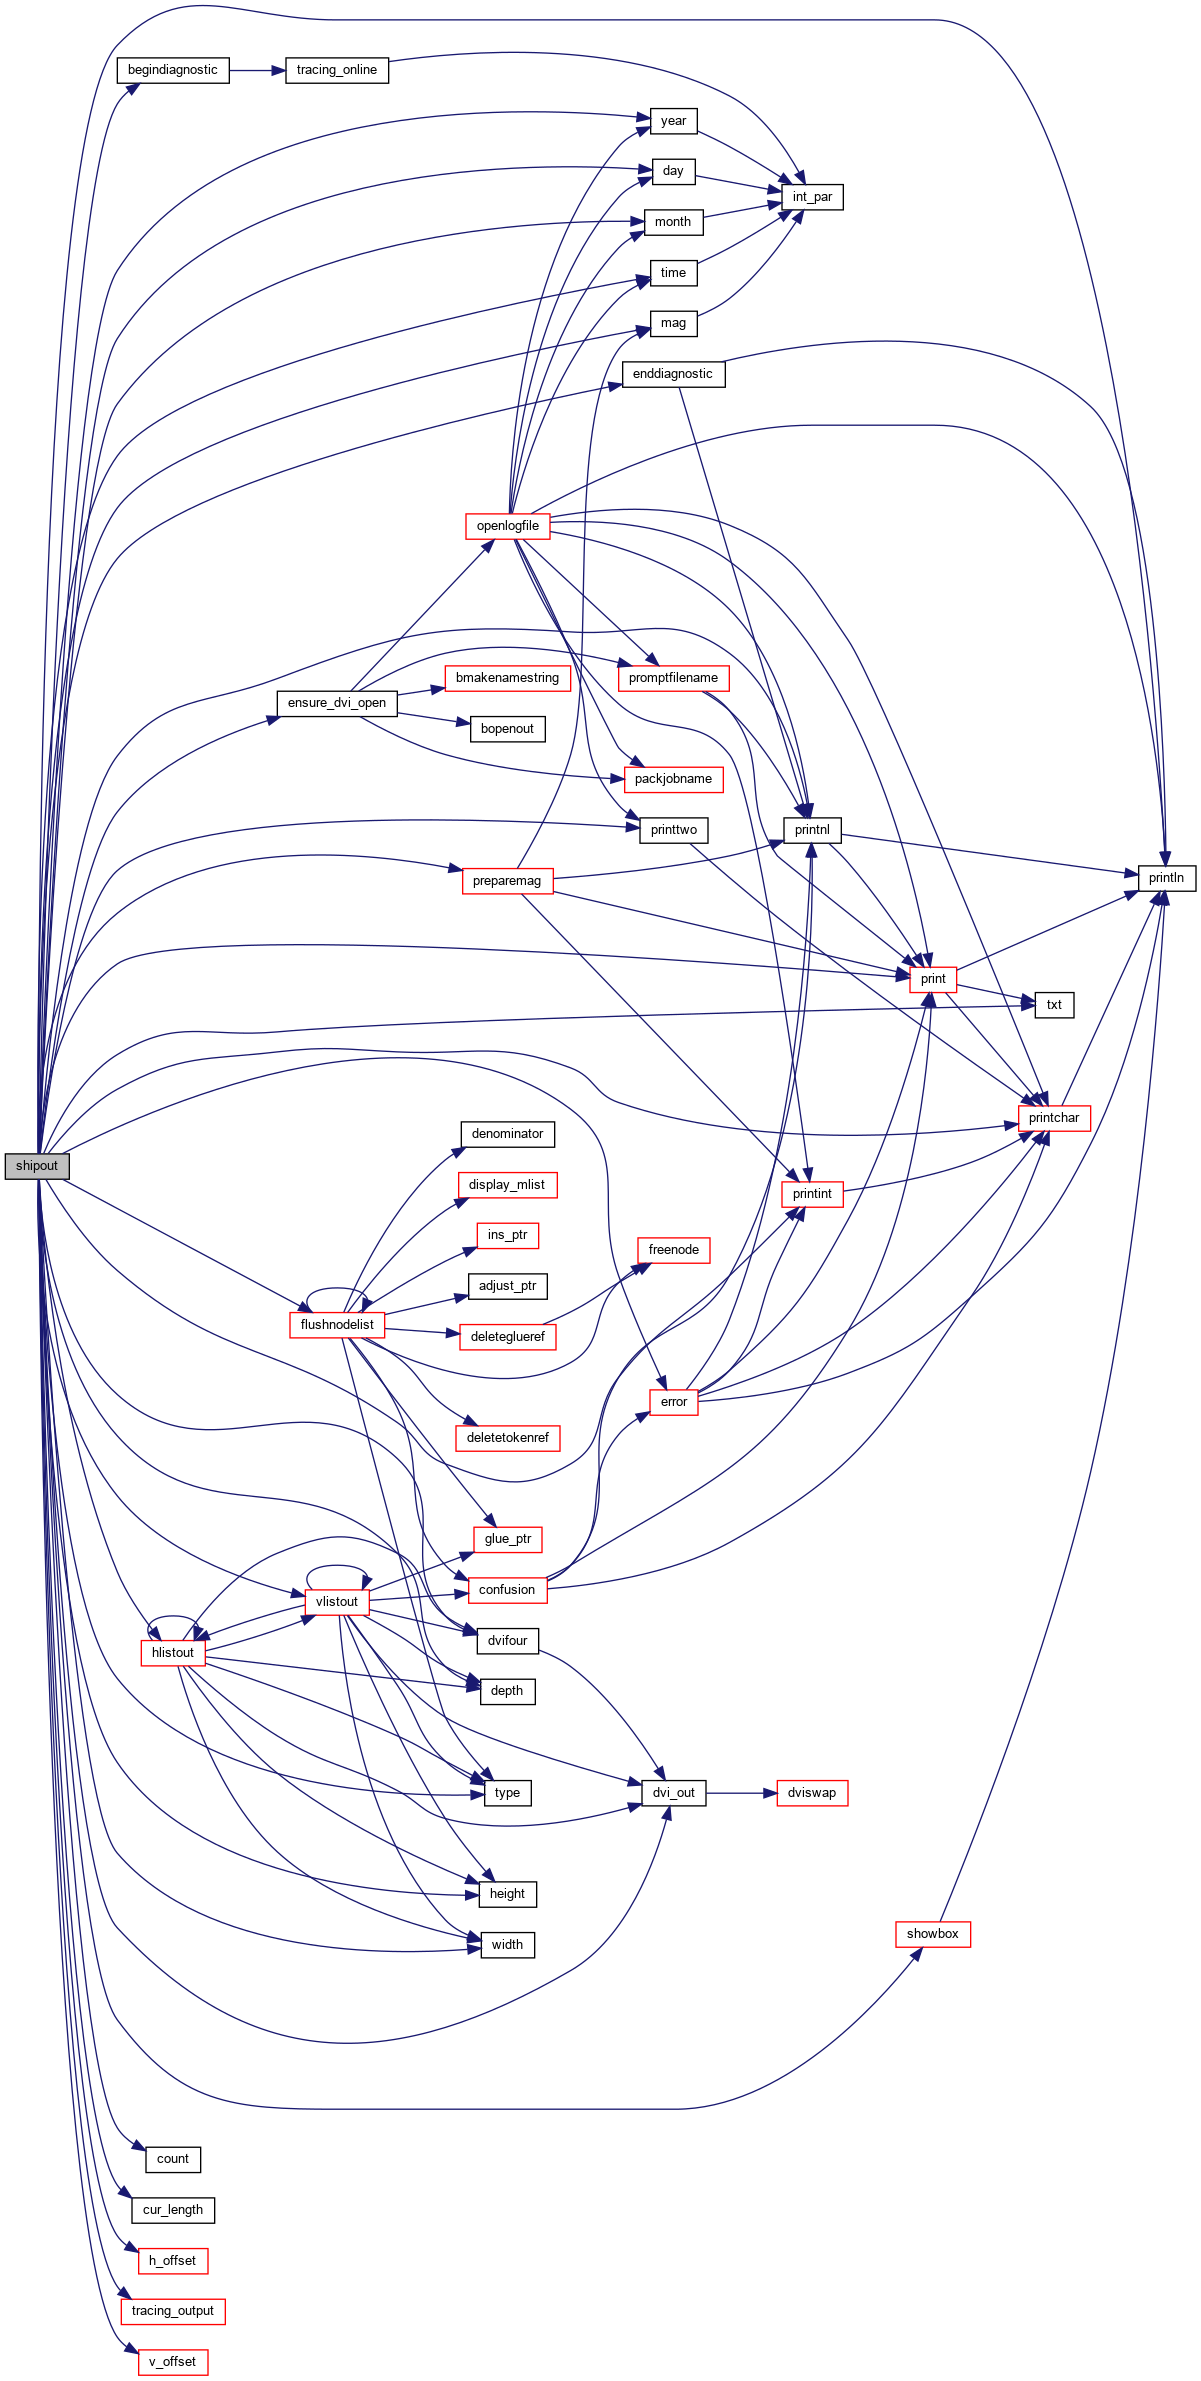 begindiagnostic
tracing_online
year
day
int_par
month
time
mag
enddiagnostic
openlogfile
bmakenamestring
promptfilename
ensure_dvi_open
bopenout
packjobname
printtwo
printnl
preparemag
println
print
txt
printchar
denominator
shipout
display_mlist
printint
ins_ptr
freenode
adjust_ptr
flushnodelist
deleteglueref
error
deletetokenref
glue_ptr
confusion
vlistout
dvifour
hlistout
depth
type
dvi_out
dviswap
height
showbox
width
count
cur_length
h_offset
tracing_output
v_offset